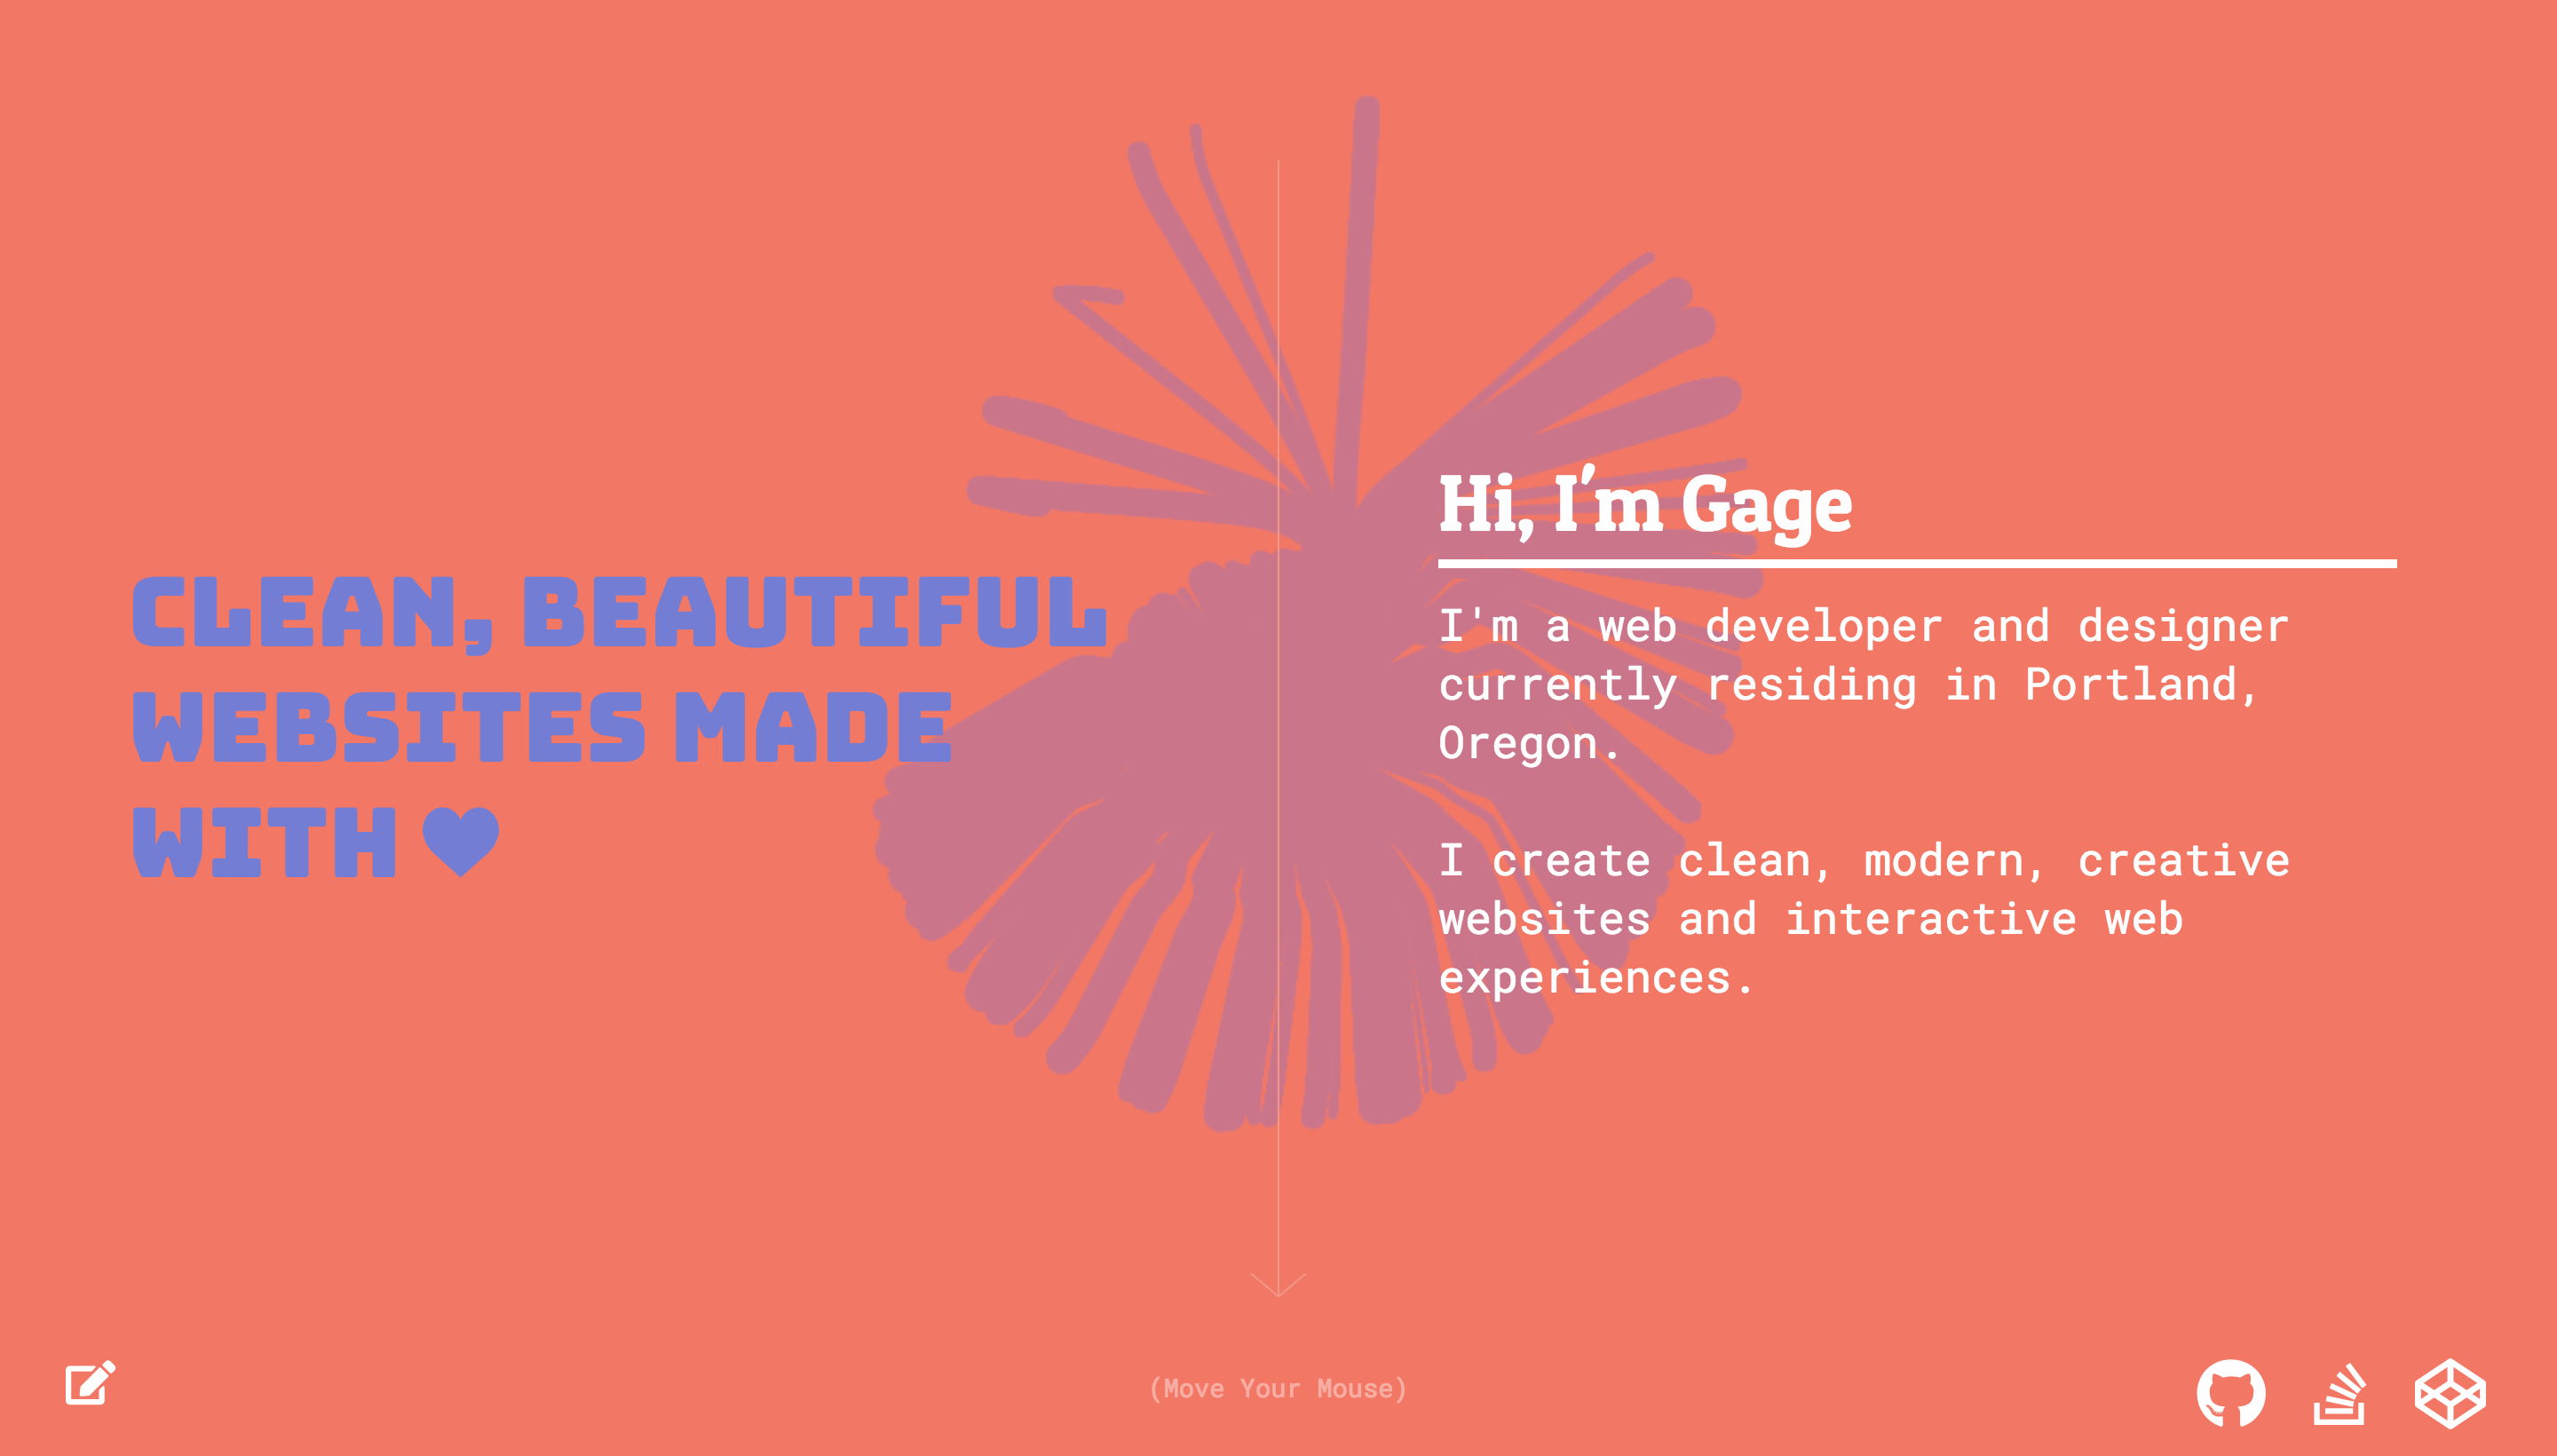 CLEAN, BEAUTIFUL
WEBSITES MADE
WITH ♥
Hi, I'm Gage
I'm a web developer and designer
currently residing in Portland,
Oregon.
I create clean, modern, creative
websites and interactive web
experiences.
(Move Your Mouse)